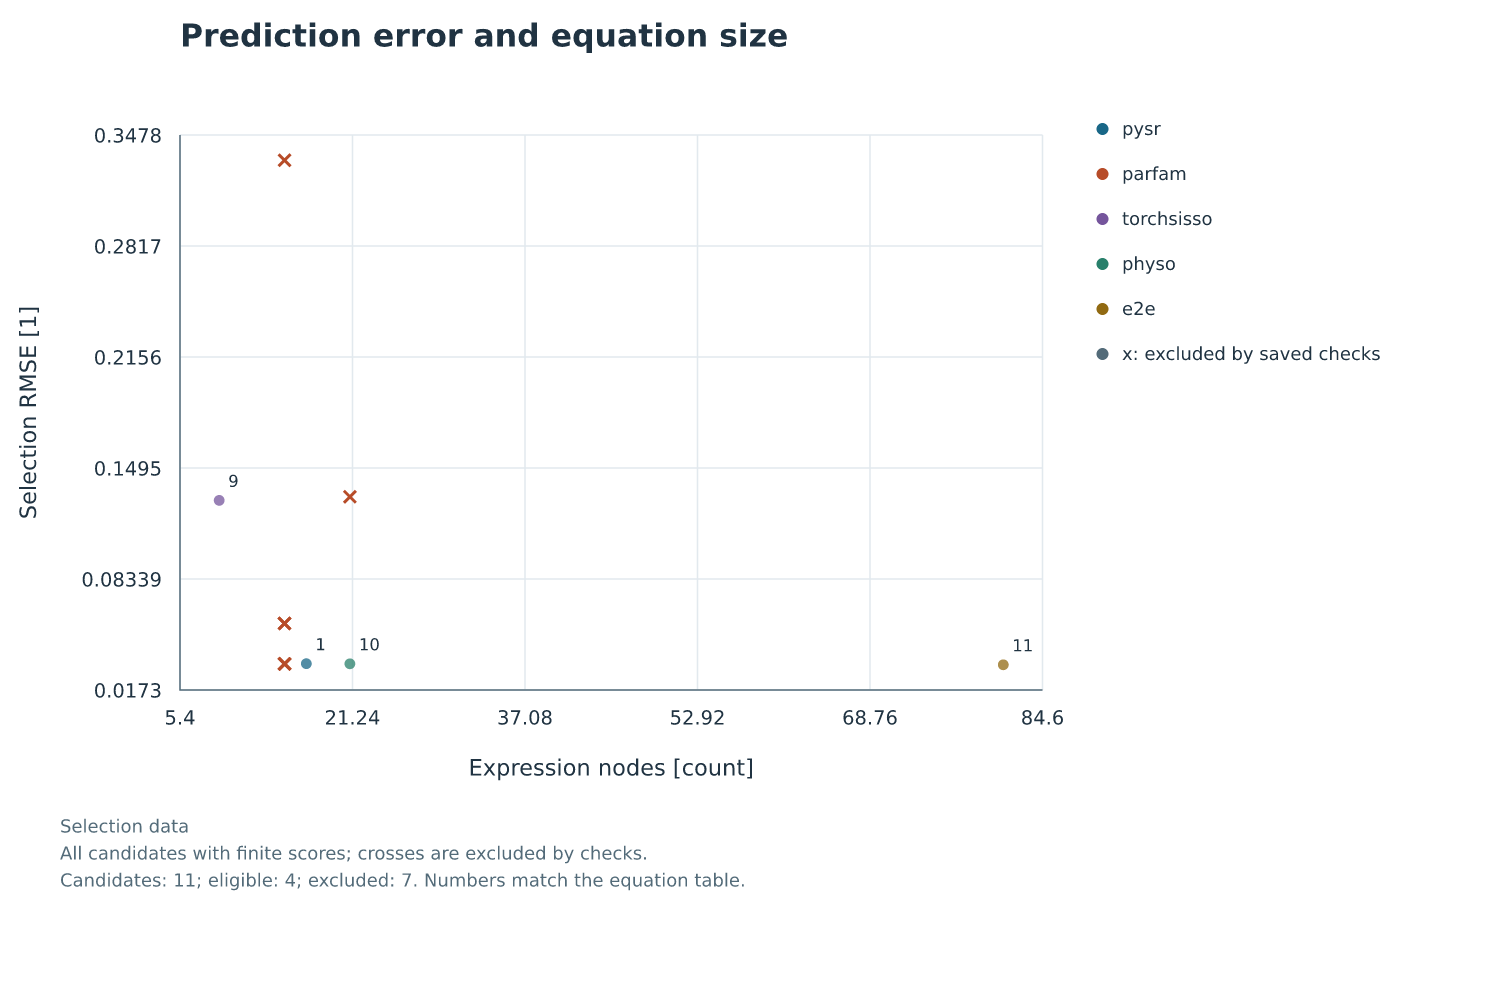 Prediction error and equation size
0.3478
0.2817
0.2156
0.1495
0.08339
0.0173
Selection RMSE [1]
9
1
10
11
5.4
21.24
37.08
52.92
68.76
84.6
Expression nodes [count]
pysr
parfam
torchsisso
physo
e2e
x: excluded by saved checks
Selection data
All candidates with finite scores; crosses are excluded by checks.
Candidates: 11; eligible: 4; excluded: 7. Numbers match the equation table.